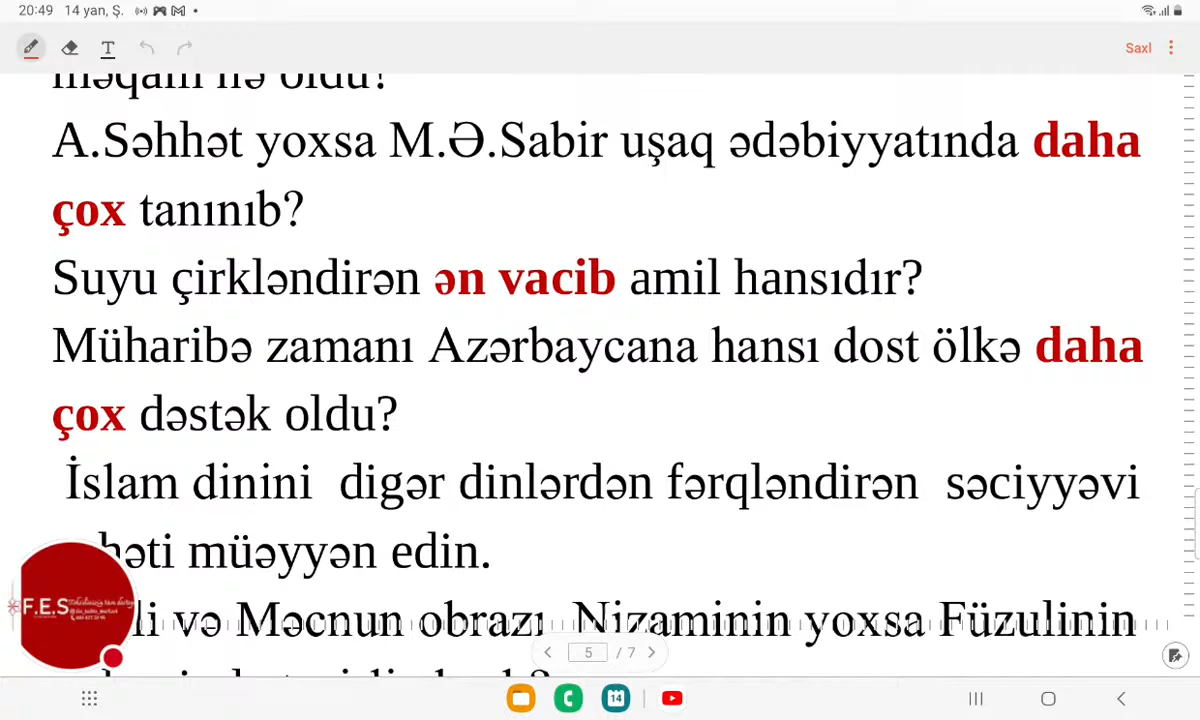 20:49 14 yan, Ş.
Saxl
A.Səhhət yoxsa M.Ə.Sabir uşaq ədəbiyyatında daha
çox tanınıb?
Suyu çirkləndirən ən vacib amil hansıdır?
Müharibə zamanı Azərbaycana hansı dost ölkə daha
çox dəstək oldu?
İslam dinini digər dinlərdən fərqləndirən səciyyəvi
müəyyən edin.
və Məcnun obrazı Nizaminin yoxsa Füzulinin
F.E.S
5 / 7
14